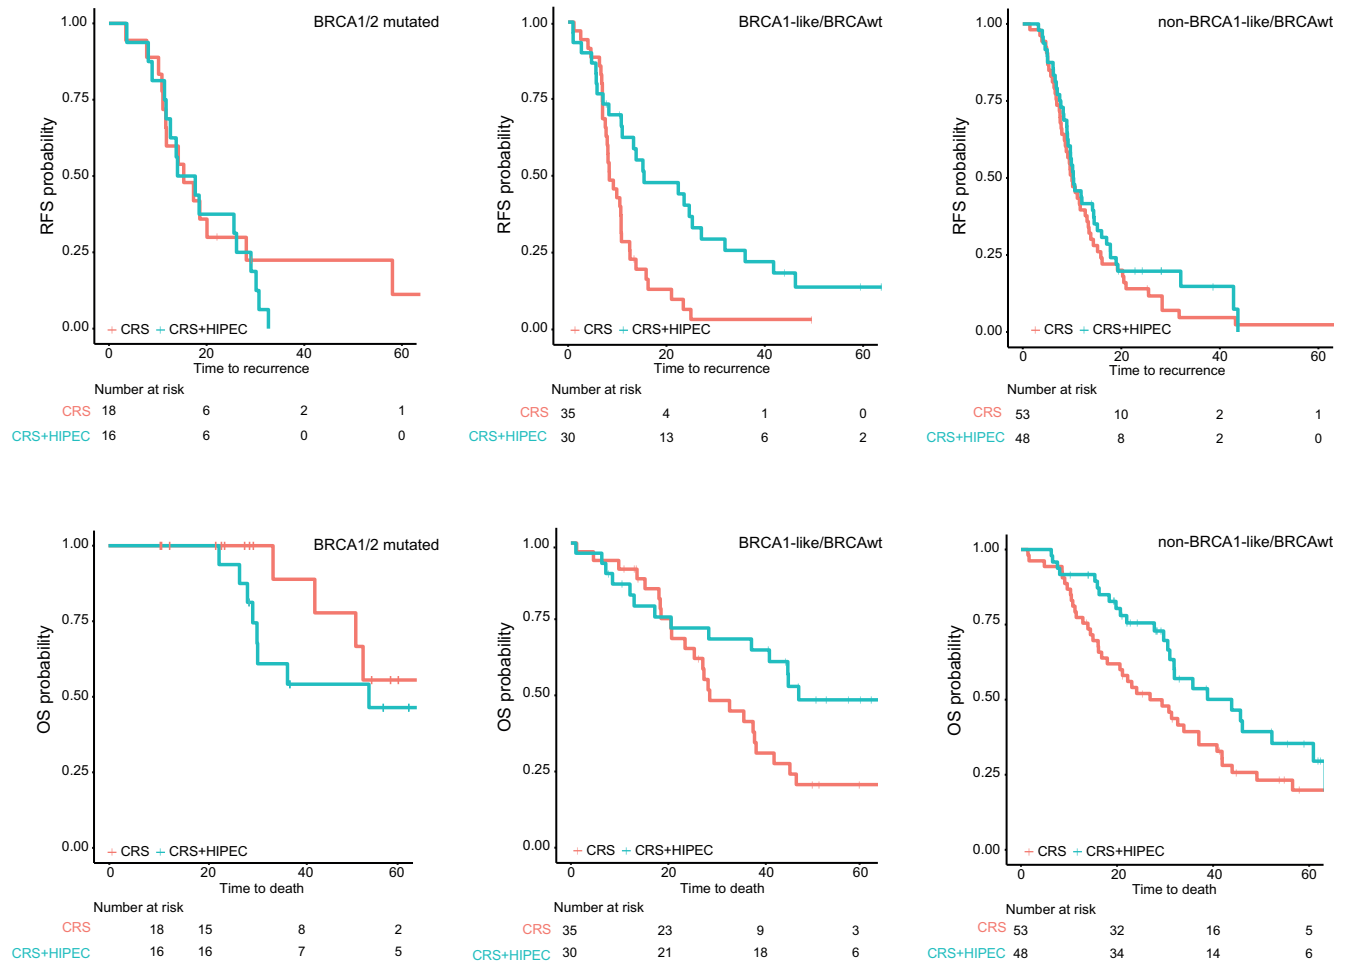 BRCA1/2 mutated
1.00
0.75
0.50
0.25
0.00
RFS probability
CRS CRS+HIPEC
0 20 40 60
Time to recurrence
Number at risk
CRS 18 6 2 1
CRS+HIPEC 16 6 0 0
BRCA1-like/BRCAwt
1.00
0.75
0.50
0.25
0.00
RFS probability
CRS CRS+HIPEC
0 20 40 60
Time to recurrence
Number at risk
CRS 35 4 1 0
CRS+HIPEC 30 13 6 2
non-BRCA1-like/BRCAwt
1.00
0.75
0.50
0.25
0.00
RFS probability
CRS CRS+HIPEC
0 20 40 60
Time to recurrence
Number at risk
CRS 53 10 2 1
CRS+HIPEC 48 8 2 0
BRCA1/2 mutated
1.00
0.75
0.50
0.25
0.00
OS probability
CRS CRS+HIPEC
0 20 40 60
Time to death
Number at risk
CRS 18 15 8 2
CRS+HIPEC 16 16 7 5
BRCA1-like/BRCAwt
1.00
0.75
0.50
0.25
0.00
OS probability
CRS CRS+HIPEC
0 20 40 60
Time to death
Number at risk
CRS 35 23 9 3
CRS+HIPEC 30 21 18 6
non-BRCA1-like/BRCAwt
1.00
0.75
0.50
0.25
0.00
OS probability
CRS CRS+HIPEC
0 20 40 60
Time to death
Number at risk
CRS 53 32 16 5
CRS+HIPEC 48 34 14 6